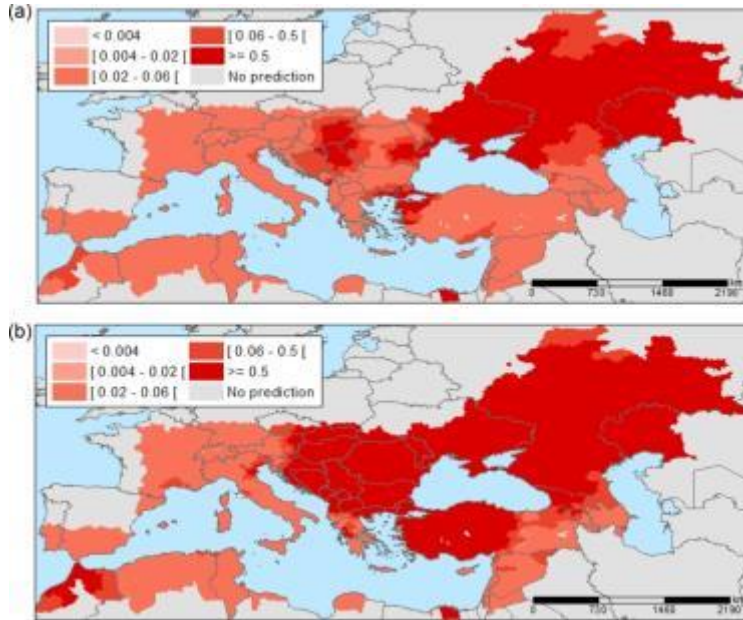 (a)
< 0.004
[ 0.004 - 0.02 [
[ 0.02 - 0.06 [
[ 0.06 - 0.5 [
>= 0.5
No prediction
km
0 730 1460 2190
(b)
< 0.004
[ 0.004 - 0.02 [
[ 0.02 - 0.06 [
[ 0.06 - 0.5 [
>= 0.5
No prediction
0 730 1460 2190